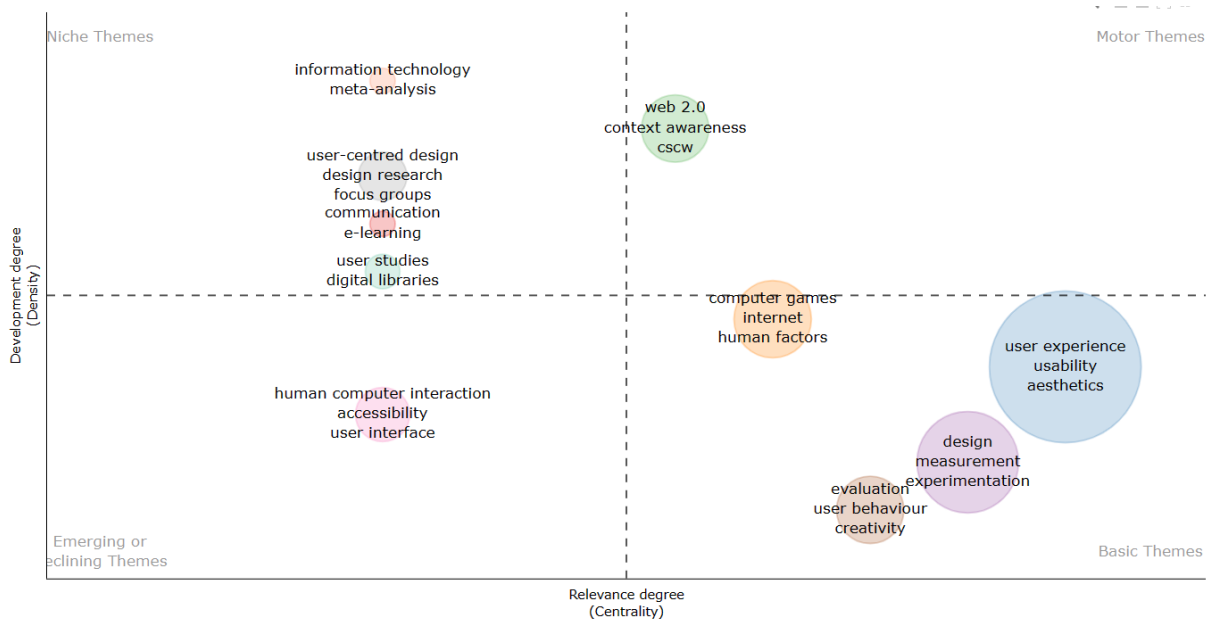 Niche Themes
Motor Themes
information technology
meta-analysis
web 2.0
context awareness
cscw
user-centred design
design research
focus groups
communication
e-learning
user studies
digital libraries
computer games
internet
human factors
user experience
usability
aesthetics
human computer interaction
accessibility
user interface
design
measurement
experimentation
evaluation
user behaviour
creativity
Emerging or
eclining Themes
Basic Themes
Development degree
(Density)
Relevance degree
(Centrality)